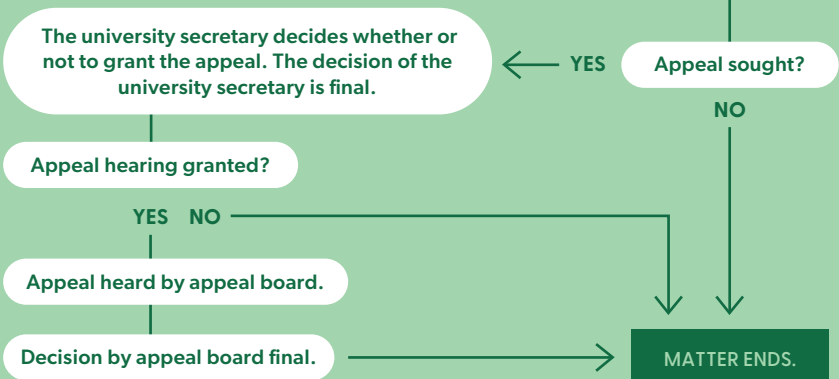 The university secretary decides whether or
not to grant the appeal. The decision of the
university secretary is final.
YES
Appeal sought?
NO
Appeal hearing granted?
YES NO
Appeal heard by appeal board.
Decision by appeal board final.
MATTER ENDS.